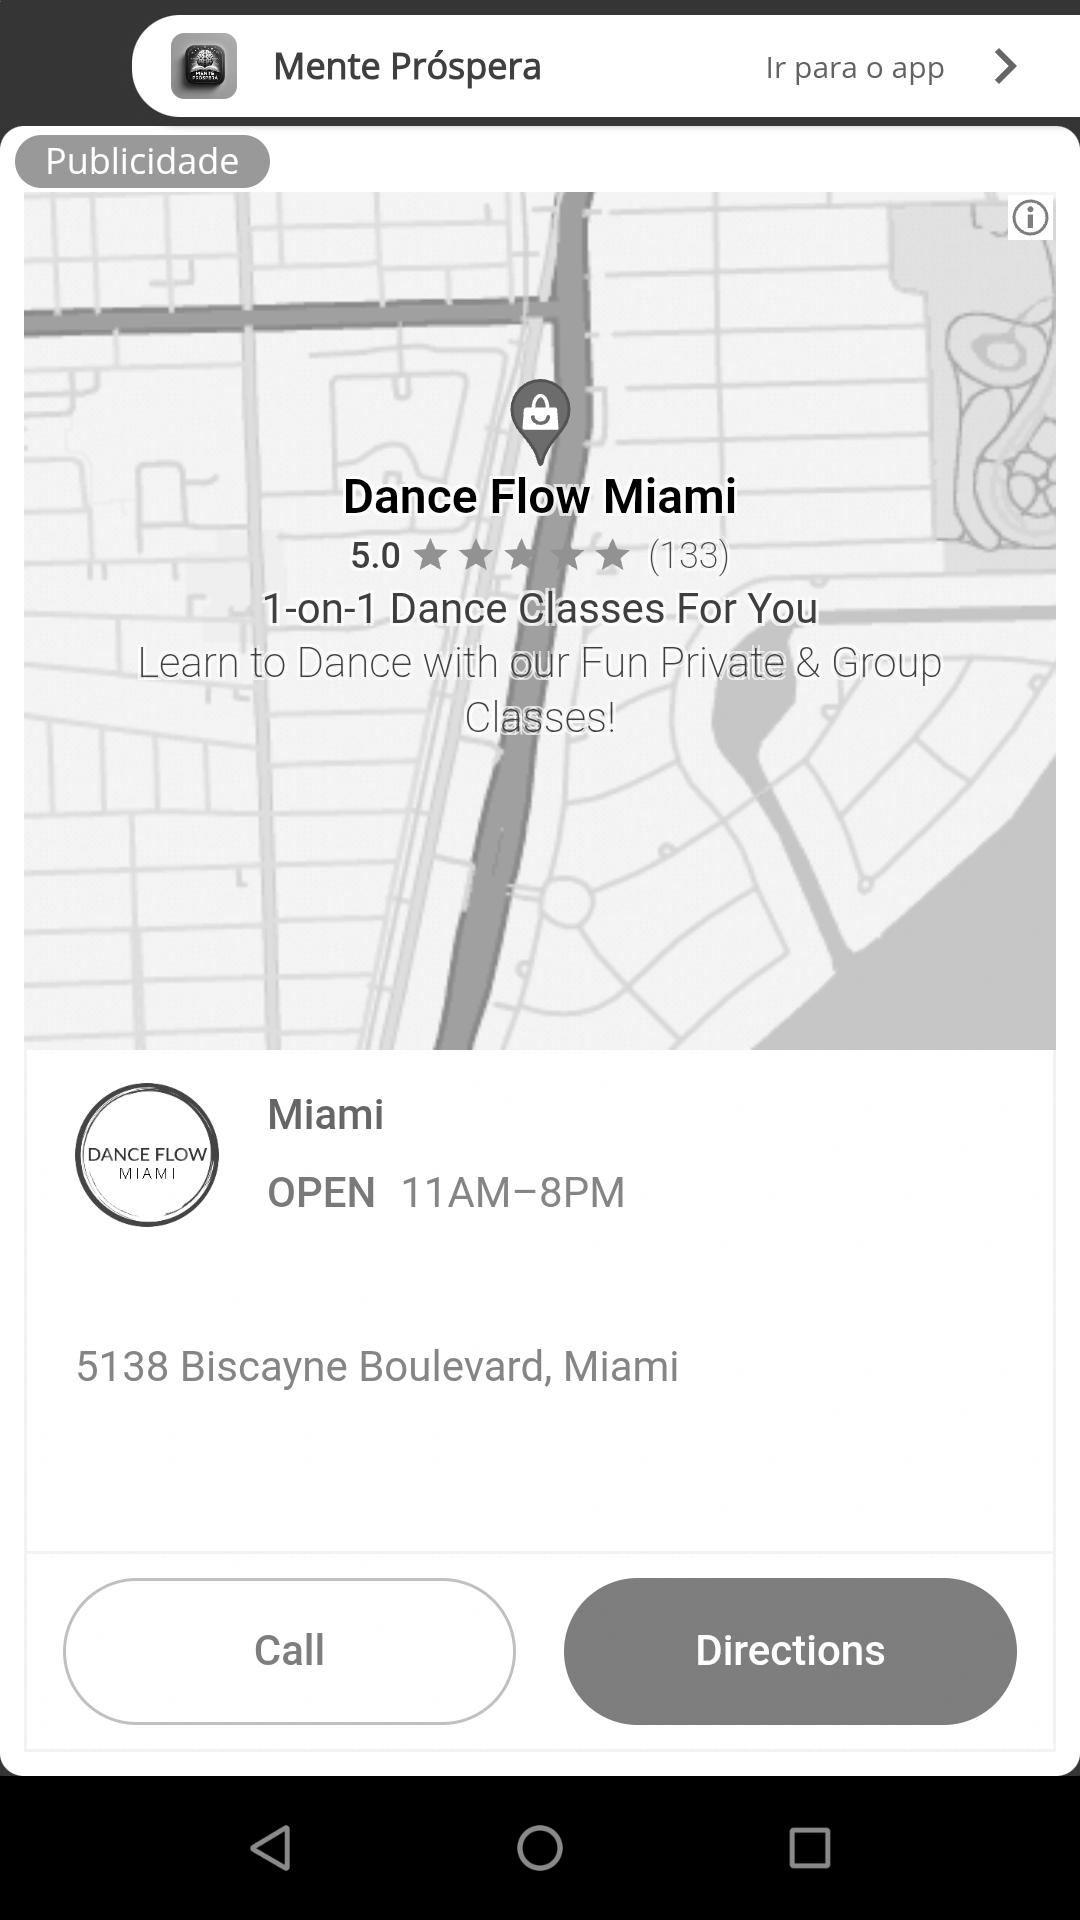 Mente Próspera
Ir para o app
Publicidade
Dance Flow Miami
5.0 (133)
1-on-1 Dance Classes For You
Learn to Dance with our Fun Private & Group
Classes!
DANCE FLOW
MIAMI
Miami
OPEN 11AM–8PM
5138 Biscayne Boulevard, Miami
Call
Directions